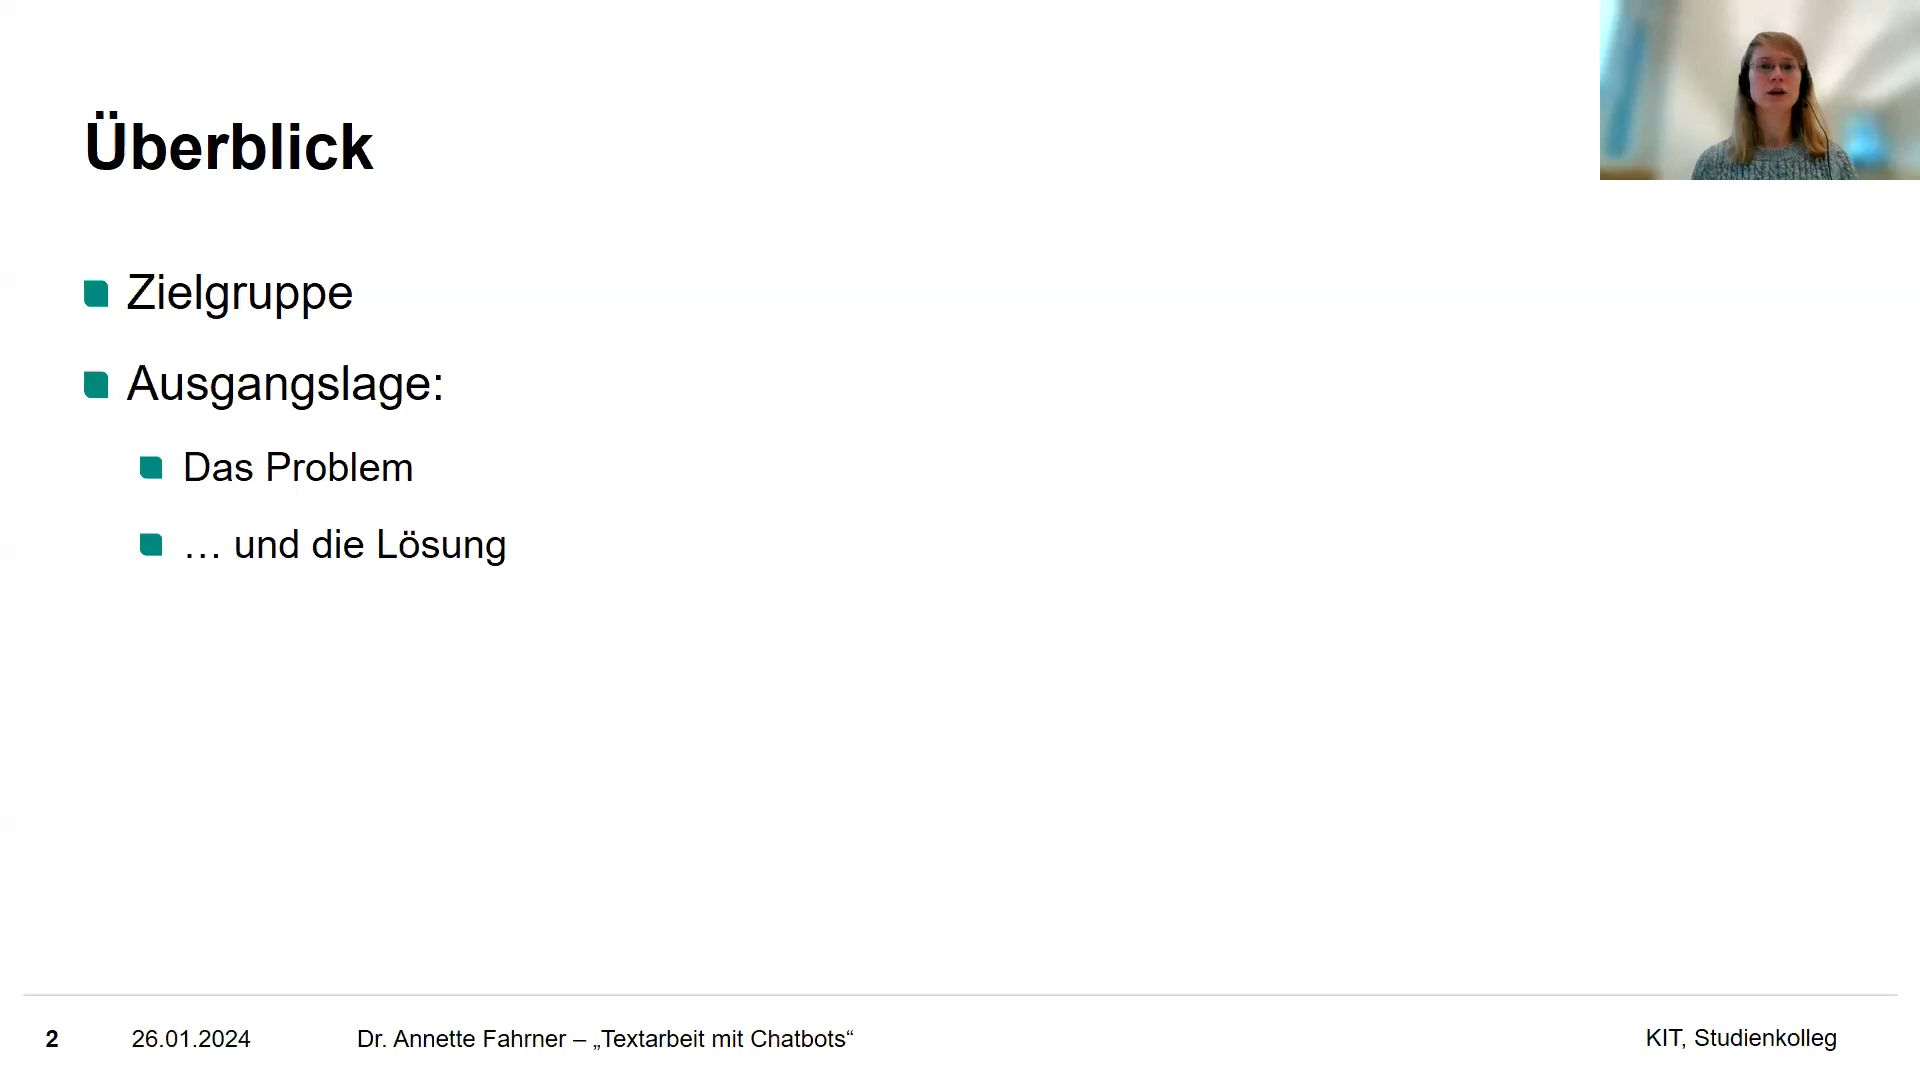 Überblick
Zielgruppe
Ausgangslage:
Das Problem
… und die Lösung
2 26.01.2024 Dr. Annette Fahrner – „Textarbeit mit Chatbots“ KIT, Studienkolleg